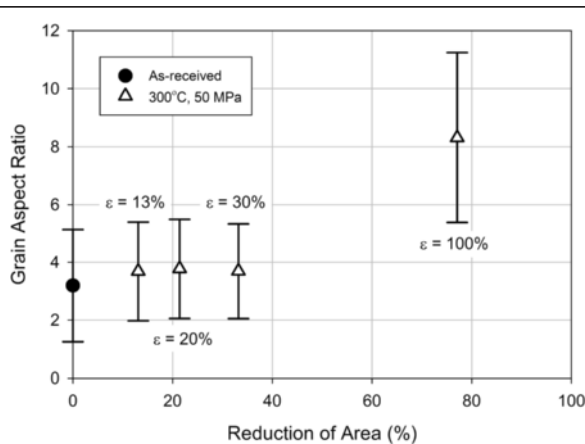 12
10
8
6
4
2
0
Grain Aspect Ratio
As-received
300°C, 50 MPa
ε = 13%
ε = 30%
ε = 20%
ε = 100%
0 20 40 60 80 100
Reduction of Area (%)